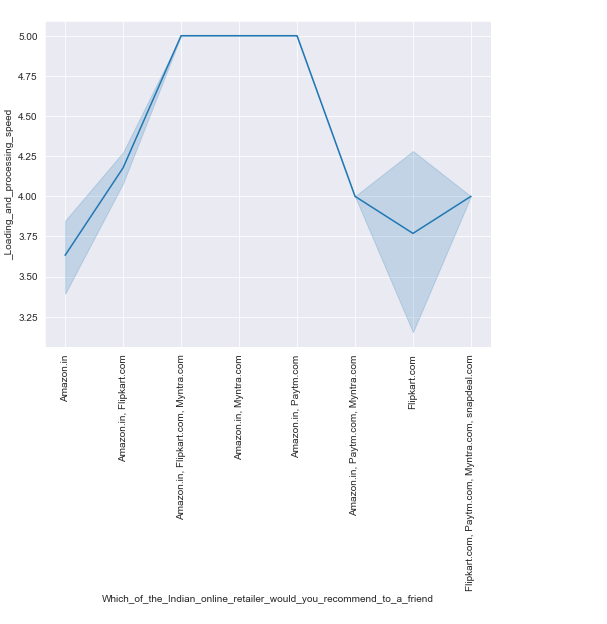 5.00
4.75
4.50
4.25
4.00
3.75
3.50
3.25
_Loading_and_processing_speed
Amazon.in
Amazon.in, Flipkart.com
Amazon.in, Flipkart.com, Myntra.com
Amazon.in, Myntra.com
Amazon.in, Paytm.com
Amazon.in, Paytm.com, Myntra.com
Flipkart.com
Flipkart.com, Paytm.com, Myntra.com, snapdeal.com
Which_of_the_Indian_online_retailer_would_you_recommend_to_a_friend